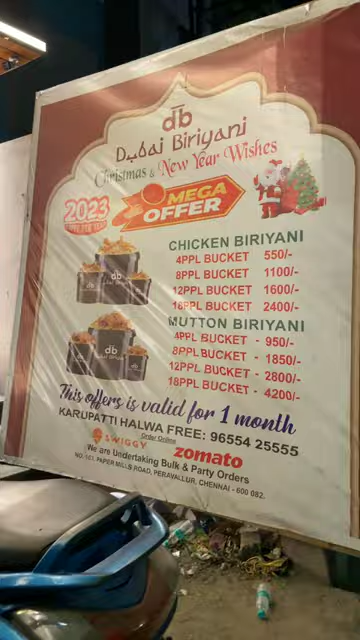 db
Dubai Biriyani
Christmas & New Year Wishes
2023
HAPPY NEW YEAR
MEGA
OFFER
CHICKEN BIRIYANI
4PPL BUCKET 550/-
8PPL BUCKET 1100/-
12PPL BUCKET 1600/-
18PPL BUCKET 2400/-
MUTTON BIRIYANI
4PPL BUCKET - 950/-
8PPL BUCKET - 1850/-
12PPL BUCKET - 2800/-
18PPL BUCKET - 4200/-
This offers is valid for 1 month
KARUPATTI HALWA FREE: 96554 25555
Order Online
SWIGGY zomato
We are Undertaking Bulk & Party Orders
PAPER MILLS ROAD, PERAVALLUR, CHENNAI - 600 082.